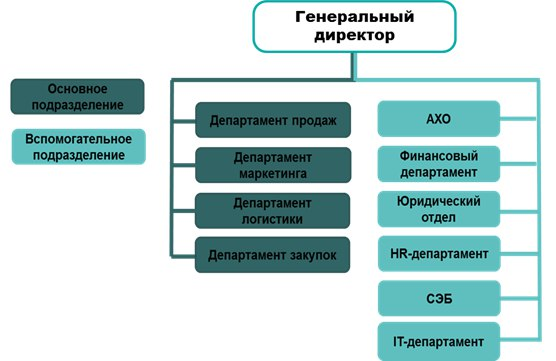 Генеральный
директор
Основное
подразделение
Вспомогательное
подразделение
Департамент продаж
Департамент
маркетинга
Департамент
логистики
Департамент закупок
АХО
Финансовый
департамент
Юридический
отдел
HR-департамент
СЭБ
IT-департамент